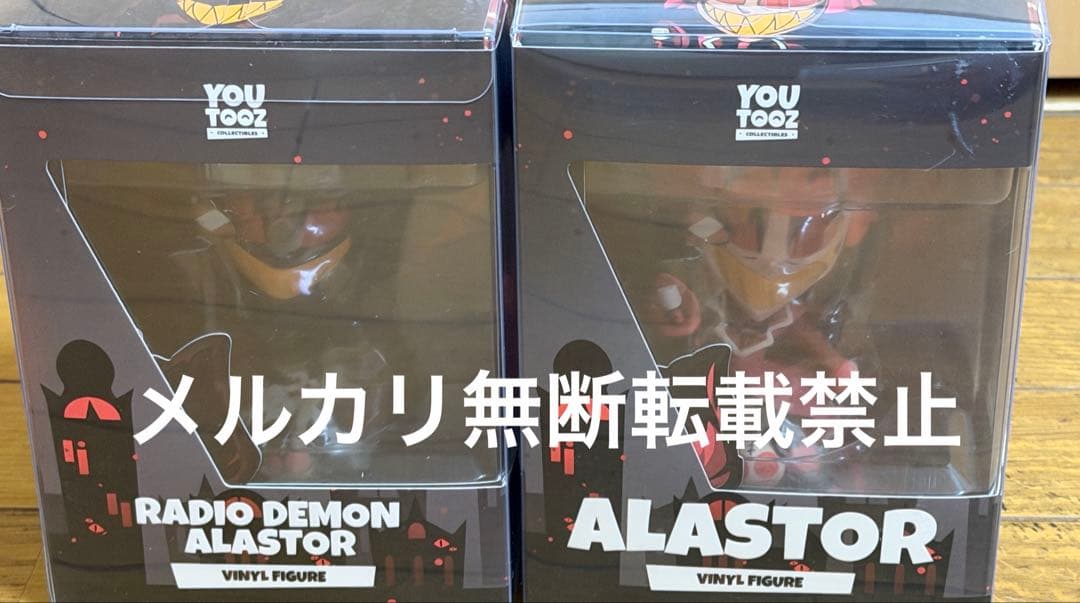 YOU
TOOZ
COLLECTIBLES
YOU
TOOZ
COLLECTIBLES
メルカリ無断転載禁止
RADIO DEMON
ALASTOR
VINYL FIGURE
ALASTOR
VINYL FIGURE